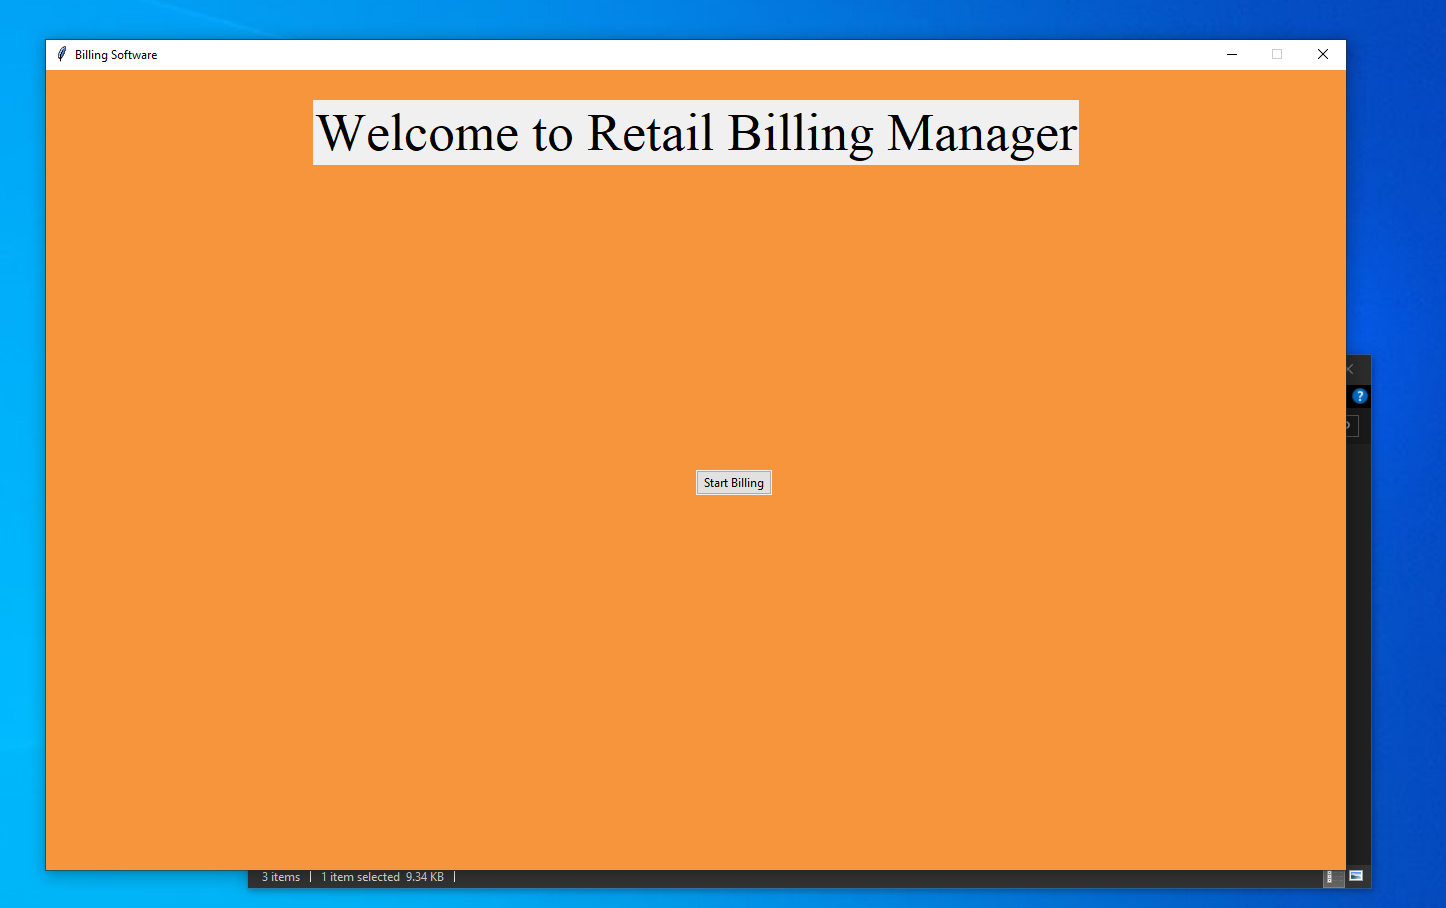 Billing Software
Welcome to Retail Billing Manager
Start Billing
3 items
1 item selected 9.34 KB